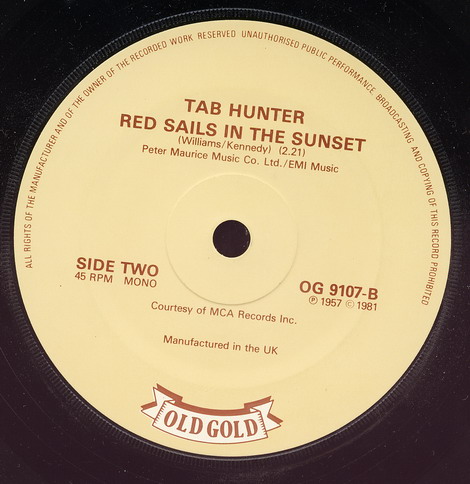 ALL RIGHTS OF THE MANUFACTURER AND OF THE OWNER OF THE RECORDED WORK RESERVED UNAUTHORISED PUBLIC PERFORMANCE BROADCASTING AND COPYING OF THIS RECORD PROHIBITED
TAB HUNTER
RED SAILS IN THE SUNSET
(Williams/Kennedy) (2.21)
Peter Maurice Music Co. Ltd./EMI Music
SIDE TWO
45 RPM MONO
OG 9107-B
℗ 1957 © 1981
Courtesy of MCA Records Inc.
Manufactured in the UK
OLD GOLD